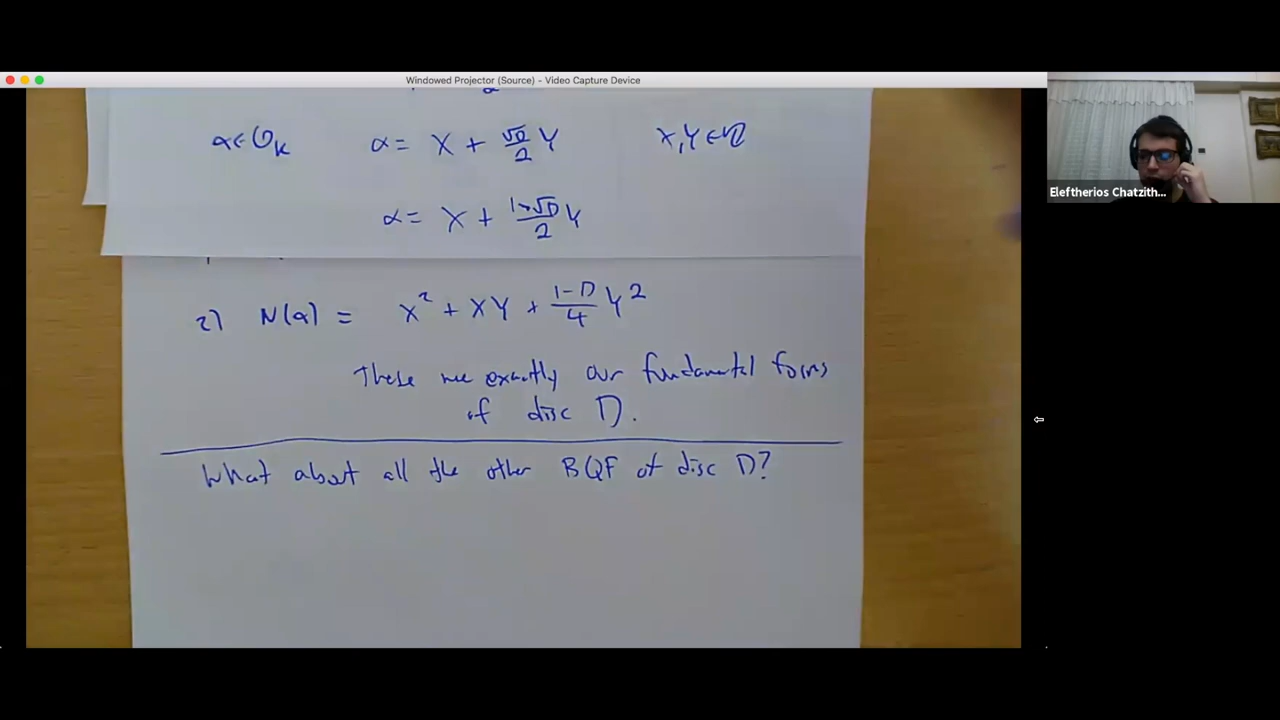 Windowed Projector (Source) - Video Capture Device
α∈O_K α = X + √D/2 Y X,Y∈ℤ
α = X + 1+√D/2 Y
Eleftherios Chatzith...
2) N(α) = X² + XY + 1-D/4 Y²
These are exactly our fundamental forms
of disc D.
What about all the other BQF of disc D?